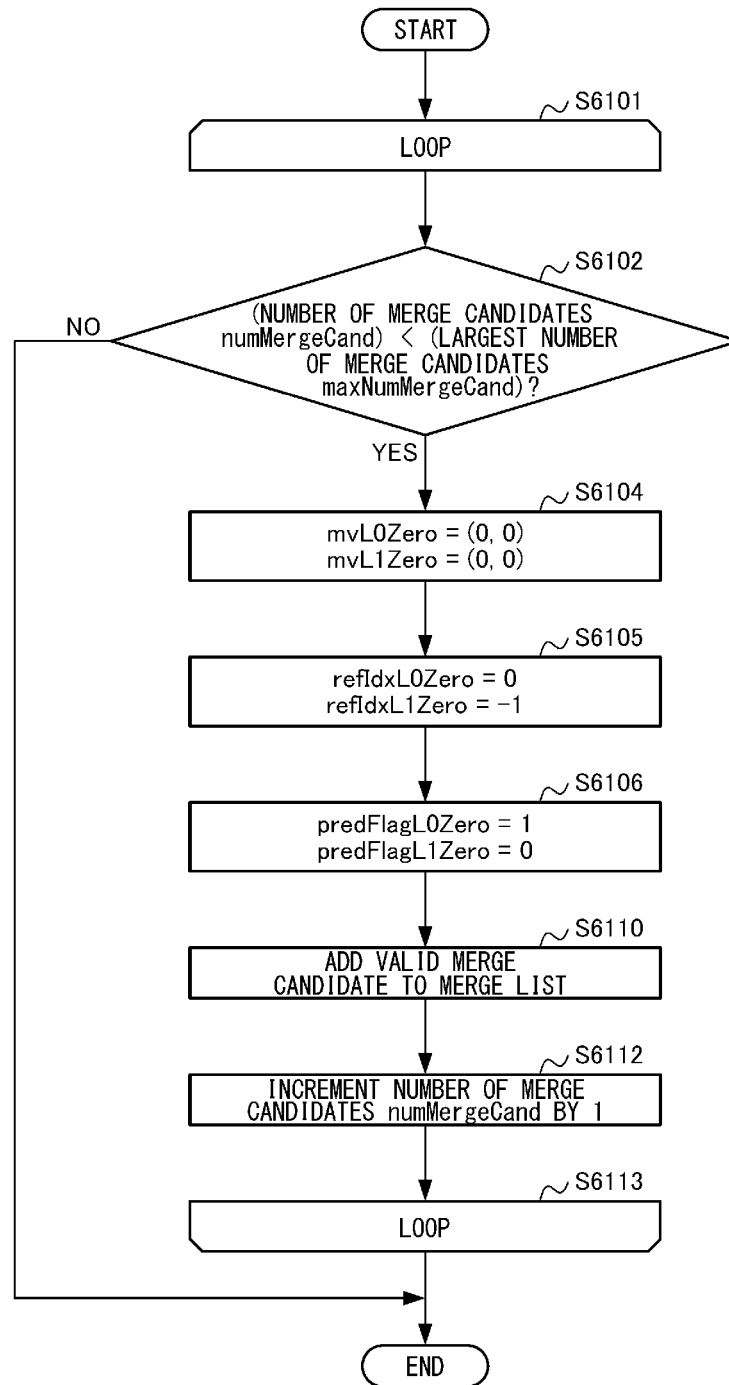 START
S6101
LOOP
S6102
(NUMBER OF MERGE CANDIDATES
numMergeCand) < (LARGEST NUMBER
OF MERGE CANDIDATES
maxNumMergeCand)?
NO
YES
S6104
mvL0Zero = (0, 0)
mvL1Zero = (0, 0)
S6105
refIdxL0Zero = 0
refIdxL1Zero = -1
S6106
predFlagL0Zero = 1
predFlagL1Zero = 0
S6110
ADD VALID MERGE
CANDIDATE TO MERGE LIST
S6112
INCREMENT NUMBER OF MERGE
CANDIDATES numMergeCand BY 1
S6113
LOOP
END